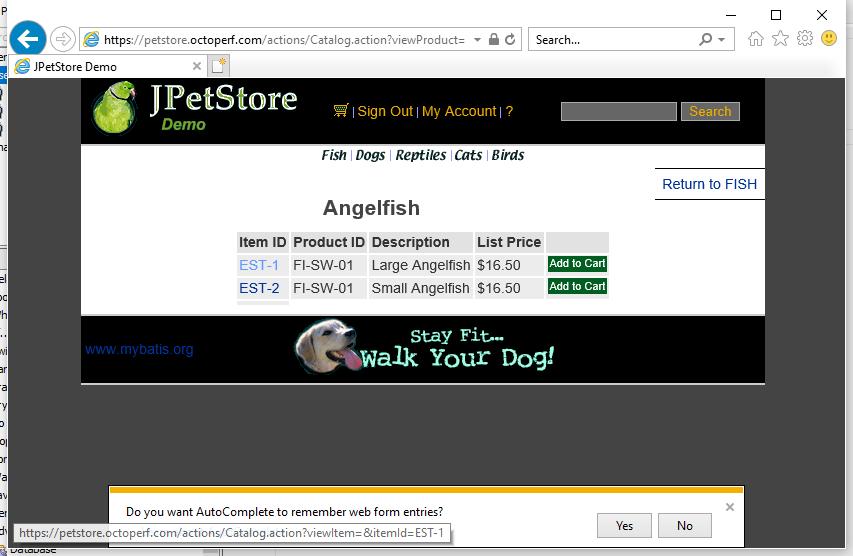 https://petstore.octoperf.com/actions/Catalog.action?viewProduct=
Search...
JPetStore Demo
JPetStore
Demo
| Sign Out | My Account | ?
Search
Fish | Dogs | Reptiles | Cats | Birds
Return to FISH
Angelfish
Item ID Product ID Description List Price
EST-1 FI-SW-01 Large Angelfish $16.50 Add to Cart
EST-2 FI-SW-01 Small Angelfish $16.50 Add to Cart
www.mybatis.org
Stay Fit...
Walk Your Dog!
Do you want AutoComplete to remember web form entries?
Yes No
https://petstore.octoperf.com/actions/Catalog.action?viewItem=&itemId=EST-1
Database